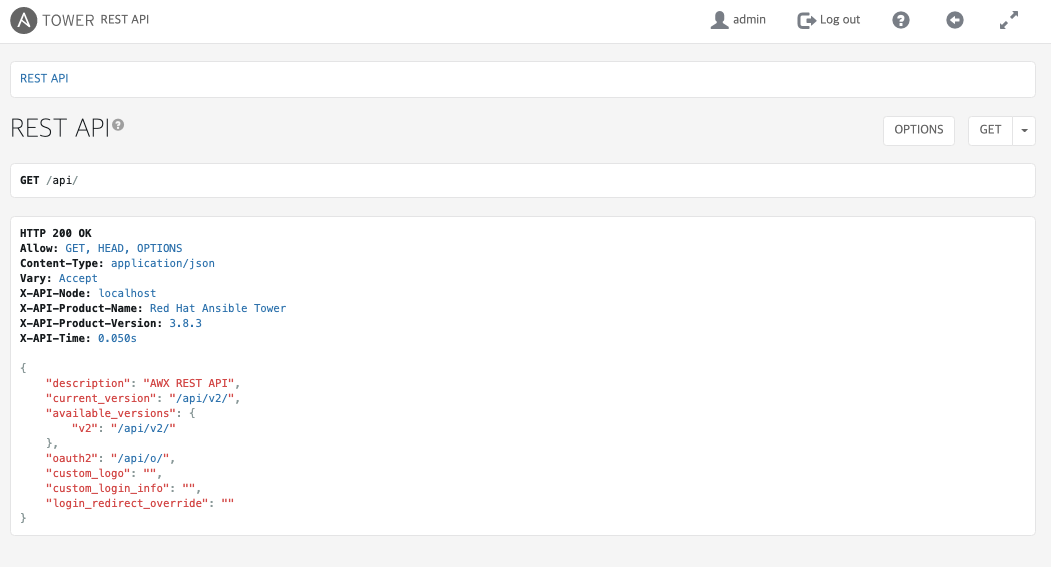 TOWER REST API admin Log out
REST API
REST API
OPTIONS GET
GET /api/
HTTP 200 OK
Allow: GET, HEAD, OPTIONS
Content-Type: application/json
Vary: Accept
X-API-Node: localhost
X-API-Product-Name: Red Hat Ansible Tower
X-API-Product-Version: 3.8.3
X-API-Time: 0.050s
{
    "description": "AWX REST API",
    "current_version": "/api/v2/",
    "available_versions": {
        "v2": "/api/v2/"
    },
    "oauth2": "/api/o/",
    "custom_logo": "",
    "custom_login_info": "",
    "login_redirect_override": ""
}